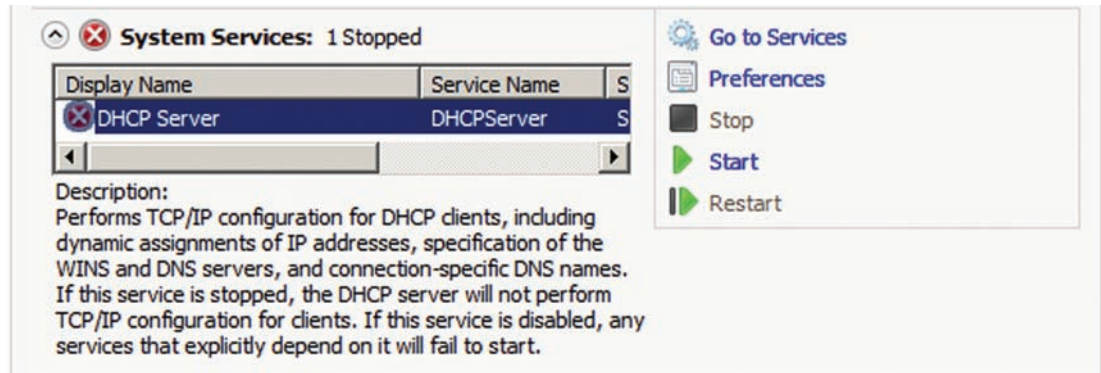 System Services: 1 Stopped
Display Name Service Name S
DHCP Server DHCPServer S
Description:
Performs TCP/IP configuration for DHCP clients, including
dynamic assignments of IP addresses, specification of the
WINS and DNS servers, and connection-specific DNS names.
If this service is stopped, the DHCP server will not perform
TCP/IP configuration for clients. If this service is disabled, any
services that explicitly depend on it will fail to start.
Go to Services
Preferences
Stop
Start
Restart